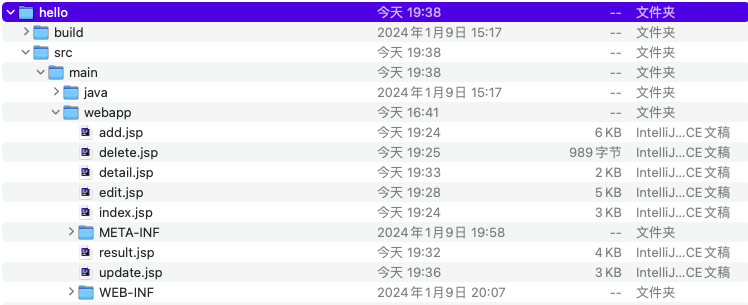 hello 今天 19:38 -- 文件夹
build 2024年1月9日 15:17 -- 文件夹
src 今天 19:38 -- 文件夹
main 今天 19:38 -- 文件夹
java 2024年1月9日 15:17 -- 文件夹
webapp 今天 16:41 -- 文件夹
add.jsp 今天 19:24 6 KB IntelliJ...CE 文稿
delete.jsp 今天 19:25 989 字节 IntelliJ...CE 文稿
detail.jsp 今天 19:33 2 KB IntelliJ...CE 文稿
edit.jsp 今天 19:28 5 KB IntelliJ...CE 文稿
index.jsp 今天 19:24 3 KB IntelliJ...CE 文稿
META-INF 2024年1月9日 19:58 -- 文件夹
result.jsp 今天 19:32 4 KB IntelliJ...CE 文稿
update.jsp 今天 19:36 3 KB IntelliJ...CE 文稿
WEB-INF 2024年1月9日 20:07 -- 文件夹